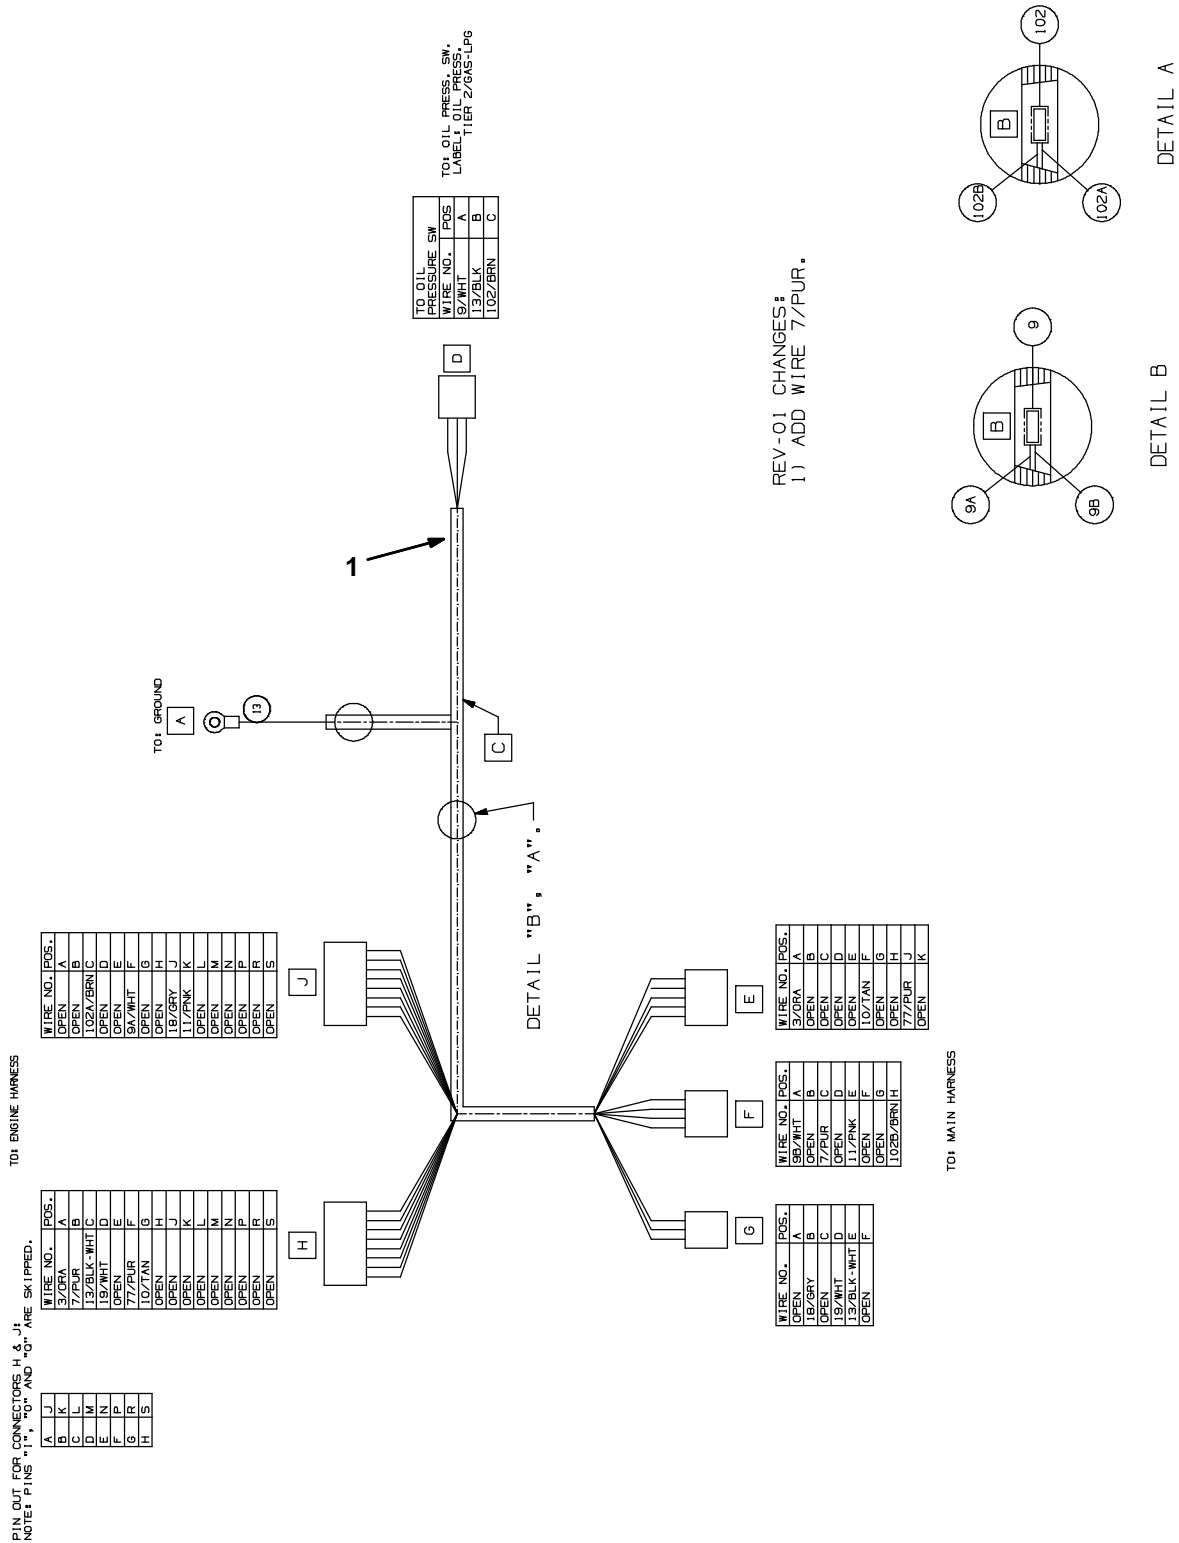 PIN OUT FOR CONNECTORS H & J:
NOTE: PINS "I", "O" AND "Q" ARE SKIPPED.
A J
B K
C L
D M
E N
F P
G R
H S
TO: ENGINE HARNESS
WIRE NO. POS.
3/ORA A
7/PUR B
13/BLK-WHT C
19/WHT D
OPEN E
77/PUR F
10/TAN G
OPEN H
OPEN J
OPEN K
OPEN L
OPEN M
OPEN N
OPEN P
OPEN R
OPEN S
H
WIRE NO. POS.
OPEN A
OPEN B
102A/BRN C
OPEN D
OPEN E
9A/WHT F
OPEN G
OPEN H
18/GRY J
11/PNK K
OPEN L
OPEN M
OPEN N
OPEN P
OPEN R
OPEN S
J
TO: GROUND
A
13
1
C
DETAIL "B", "A".
D
TO OIL
PRESSURE SW
WIRE NO. POS
9/WHT A
13/BLK B
102/BRN C
TO: OIL PRESS. SW.
LABEL: OIL PRESS.
TIER 2/GAS-LPG
G
WIRE NO. POS.
OPEN A
18/GRY B
OPEN C
19/WHT D
13/BLK-WHT E
OPEN F
F
WIRE NO. POS.
9B/WHT A
OPEN B
7/PUR C
OPEN D
11/PNK E
OPEN F
OPEN G
102B/BRN H
E
WIRE NO. POS.
3/ORA A
OPEN B
OPEN C
OPEN D
OPEN E
10/TAN F
OPEN G
OPEN H
77/PUR J
OPEN K
TO: MAIN HARNESS
REV-01 CHANGES:
1) ADD WIRE 7/PUR.
9A
9B
B
9
DETAIL B
102B
102A
B
102
DETAIL A